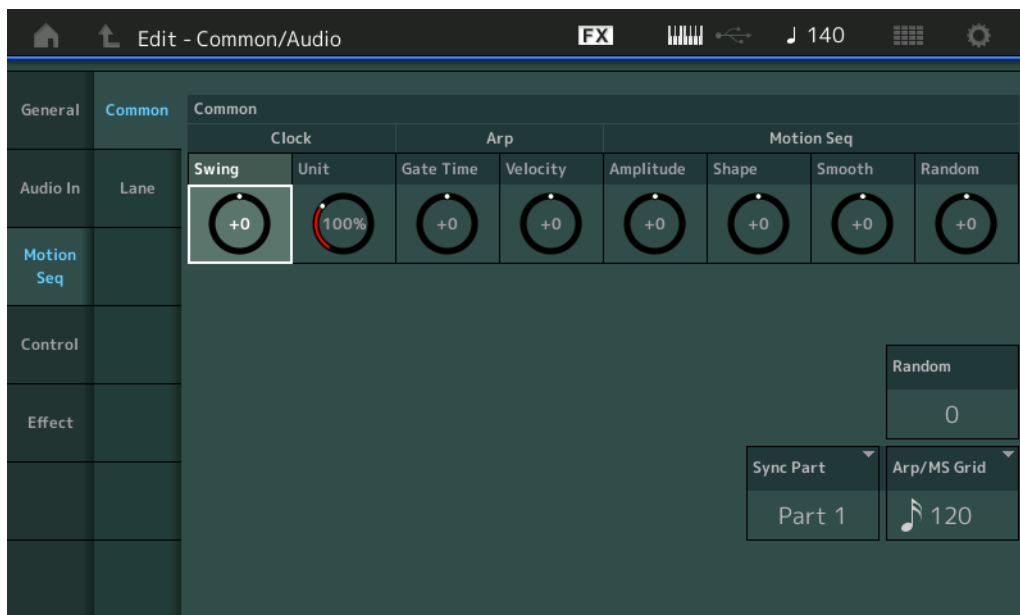 Edit - Common/Audio FX 140
General Common
Common
Clock Arp Motion Seq
Swing Unit Gate Time Velocity Amplitude Shape Smooth Random
Audio In Lane
+0 100% +0 +0 +0 +0 +0 +0
Motion
Seq
Control
Random
0
Effect
Sync Part Arp/MS Grid
Part 1 120